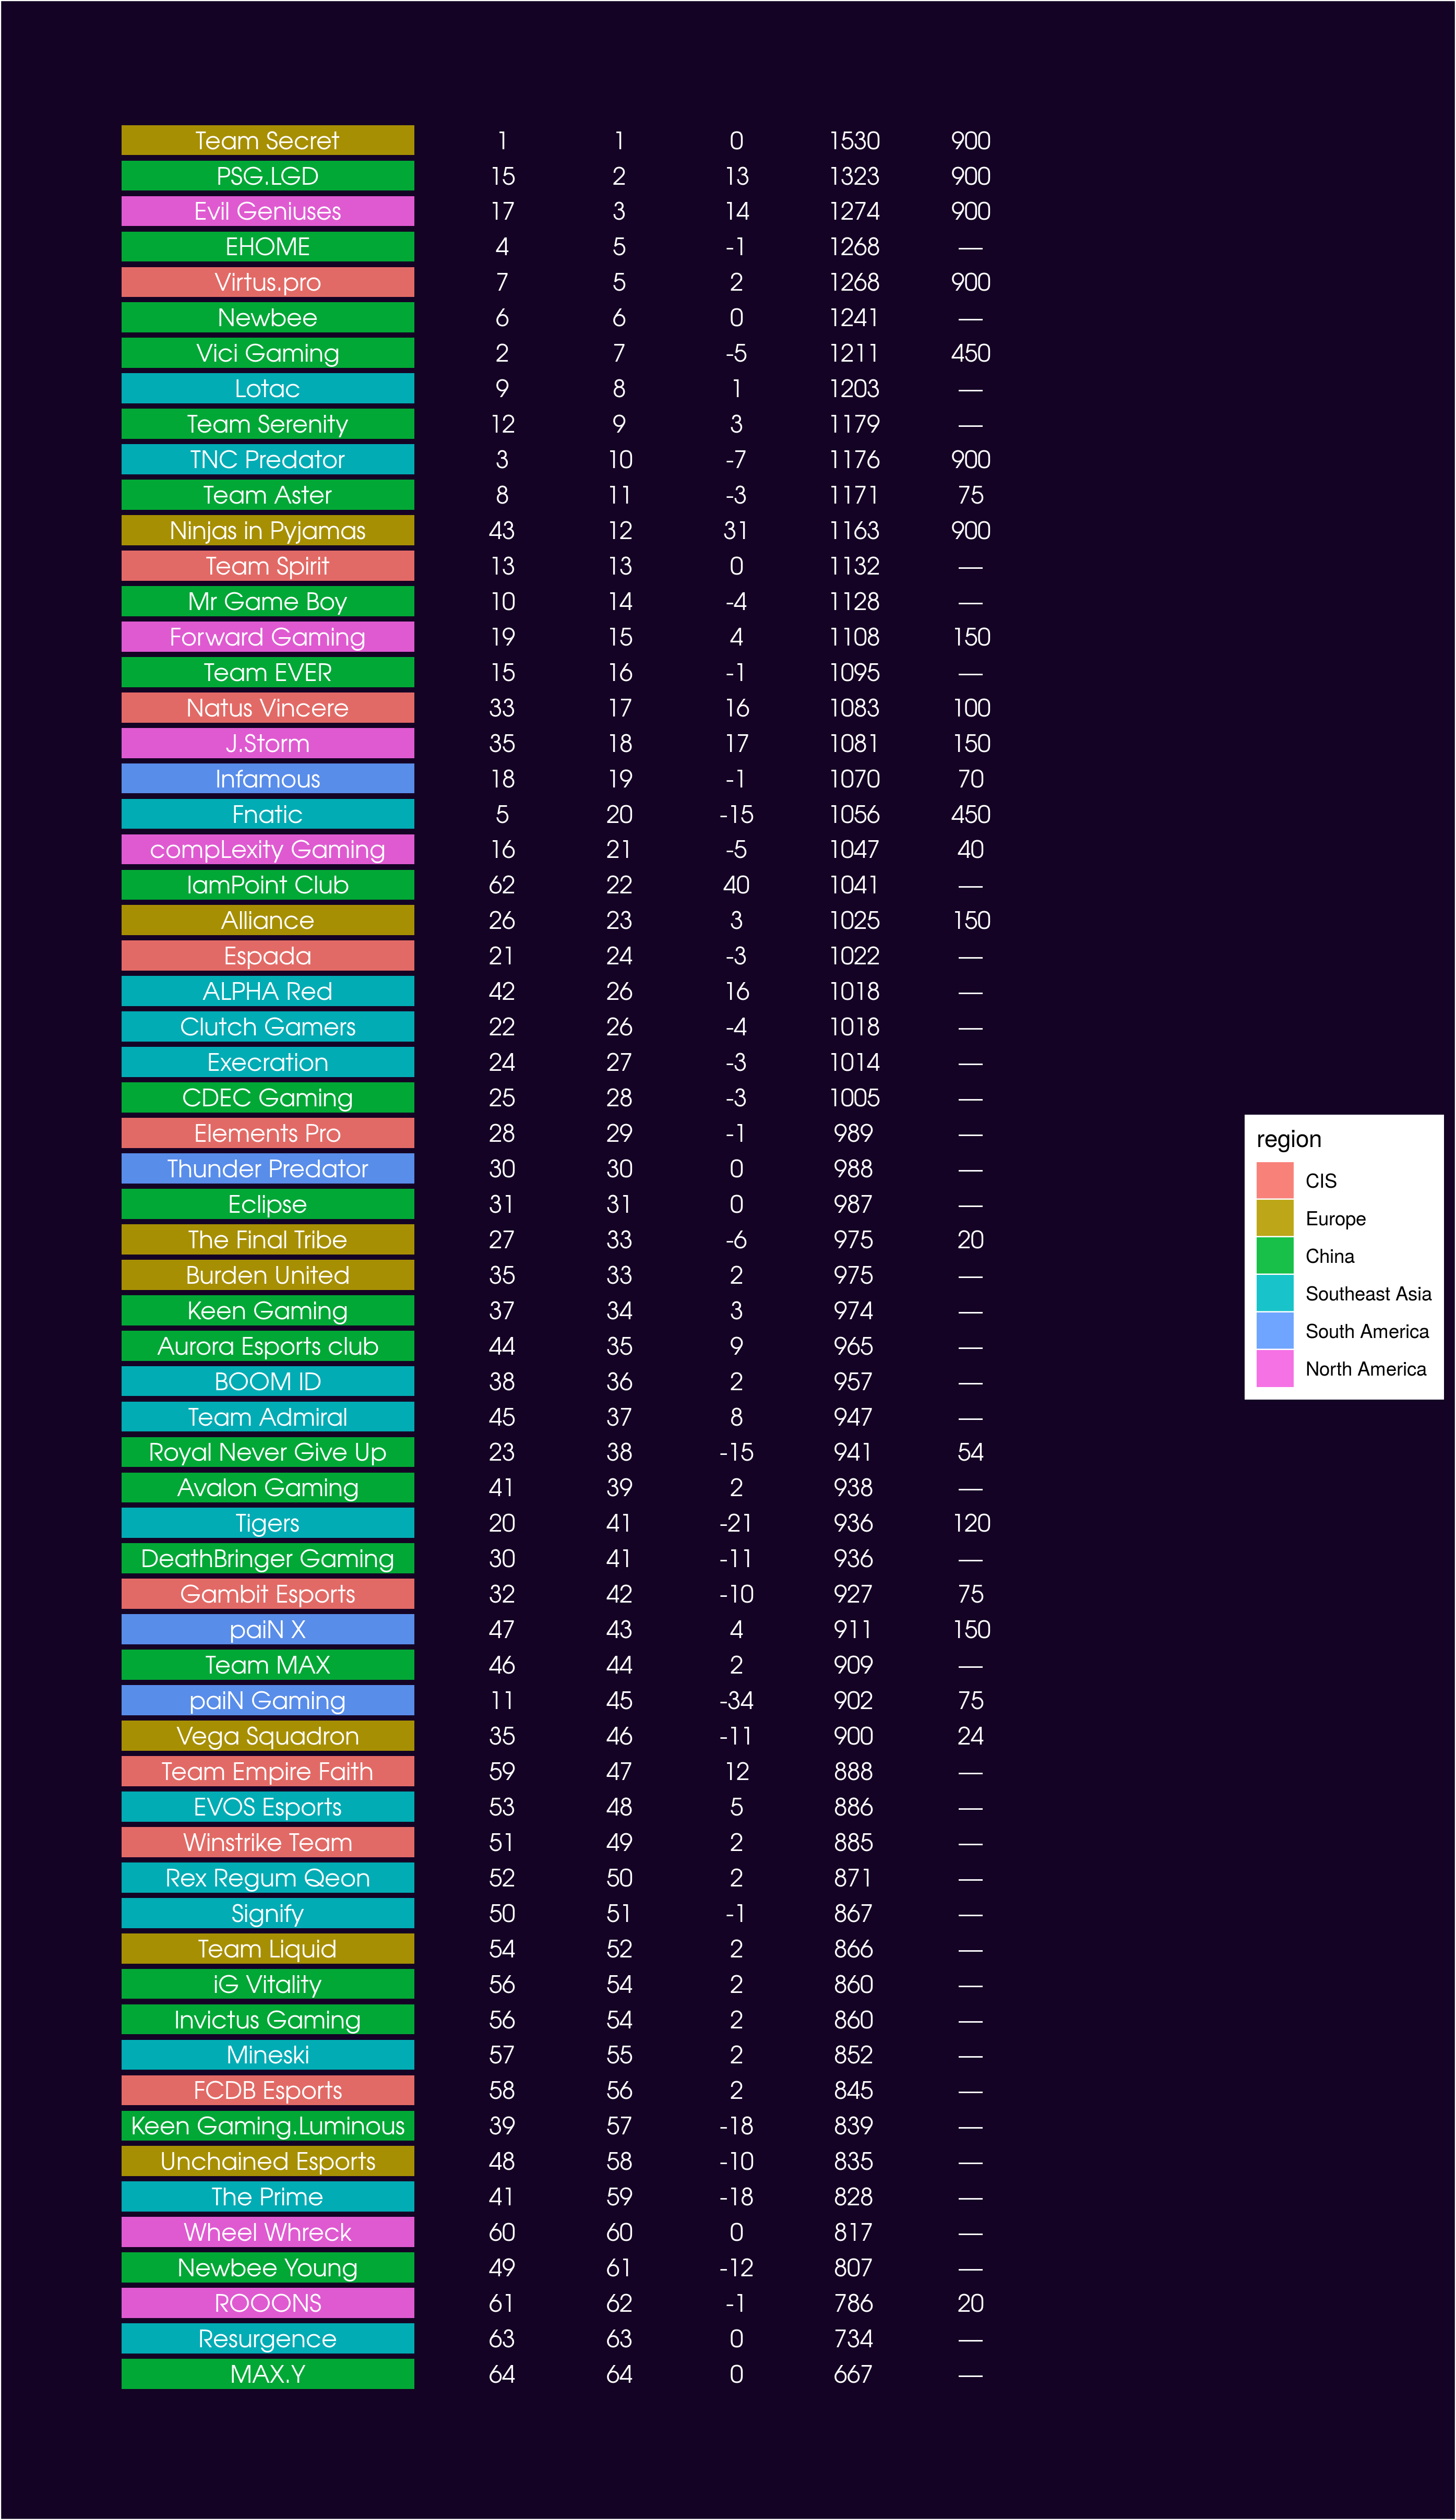 Team Secret 1 1 0 1530 900
PSG.LGD 15 2 13 1323 900
Evil Geniuses 17 3 14 1274 900
EHOME 4 5 -1 1268 —
Virtus.pro 7 5 2 1268 900
Newbee 6 6 0 1241 —
Vici Gaming 2 7 -5 1211 450
Lotac 9 8 1 1203 —
Team Serenity 12 9 3 1179 —
TNC Predator 3 10 -7 1176 900
Team Aster 8 11 -3 1171 75
Ninjas in Pyjamas 43 12 31 1163 900
Team Spirit 13 13 0 1132 —
Mr Game Boy 10 14 -4 1128 —
Forward Gaming 19 15 4 1108 150
Team EVER 15 16 -1 1095 —
Natus Vincere 33 17 16 1083 100
J.Storm 35 18 17 1081 150
Infamous 18 19 -1 1070 70
Fnatic 5 20 -15 1056 450
compLexity Gaming 16 21 -5 1047 40
IamPoint Club 62 22 40 1041 —
Alliance 26 23 3 1025 150
Espada 21 24 -3 1022 —
ALPHA Red 42 26 16 1018 —
Clutch Gamers 22 26 -4 1018 —
Execration 24 27 -3 1014 —
CDEC Gaming 25 28 -3 1005 —
Elements Pro 28 29 -1 989 —
Thunder Predator 30 30 0 988 —
Eclipse 31 31 0 987 —
The Final Tribe 27 33 -6 975 20
Burden United 35 33 2 975 —
Keen Gaming 37 34 3 974 —
Aurora Esports club 44 35 9 965 —
BOOM ID 38 36 2 957 —
Team Admiral 45 37 8 947 —
Royal Never Give Up 23 38 -15 941 54
Avalon Gaming 41 39 2 938 —
Tigers 20 41 -21 936 120
DeathBringer Gaming 30 41 -11 936 —
Gambit Esports 32 42 -10 927 75
paiN X 47 43 4 911 150
Team MAX 46 44 2 909 —
paiN Gaming 11 45 -34 902 75
Vega Squadron 35 46 -11 900 24
Team Empire Faith 59 47 12 888 —
EVOS Esports 53 48 5 886 —
Winstrike Team 51 49 2 885 —
Rex Regum Qeon 52 50 2 871 —
Signify 50 51 -1 867 —
Team Liquid 54 52 2 866 —
iG Vitality 56 54 2 860 —
Invictus Gaming 56 54 2 860 —
Mineski 57 55 2 852 —
FCDB Esports 58 56 2 845 —
Keen Gaming.Luminous 39 57 -18 839 —
Unchained Esports 48 58 -10 835 —
The Prime 41 59 -18 828 —
Wheel Whreck 60 60 0 817 —
Newbee Young 49 61 -12 807 —
ROOONS 61 62 -1 786 20
Resurgence 63 63 0 734 —
MAX.Y 64 64 0 667 —
region
CIS
Europe
China
Southeast Asia
South America
North America